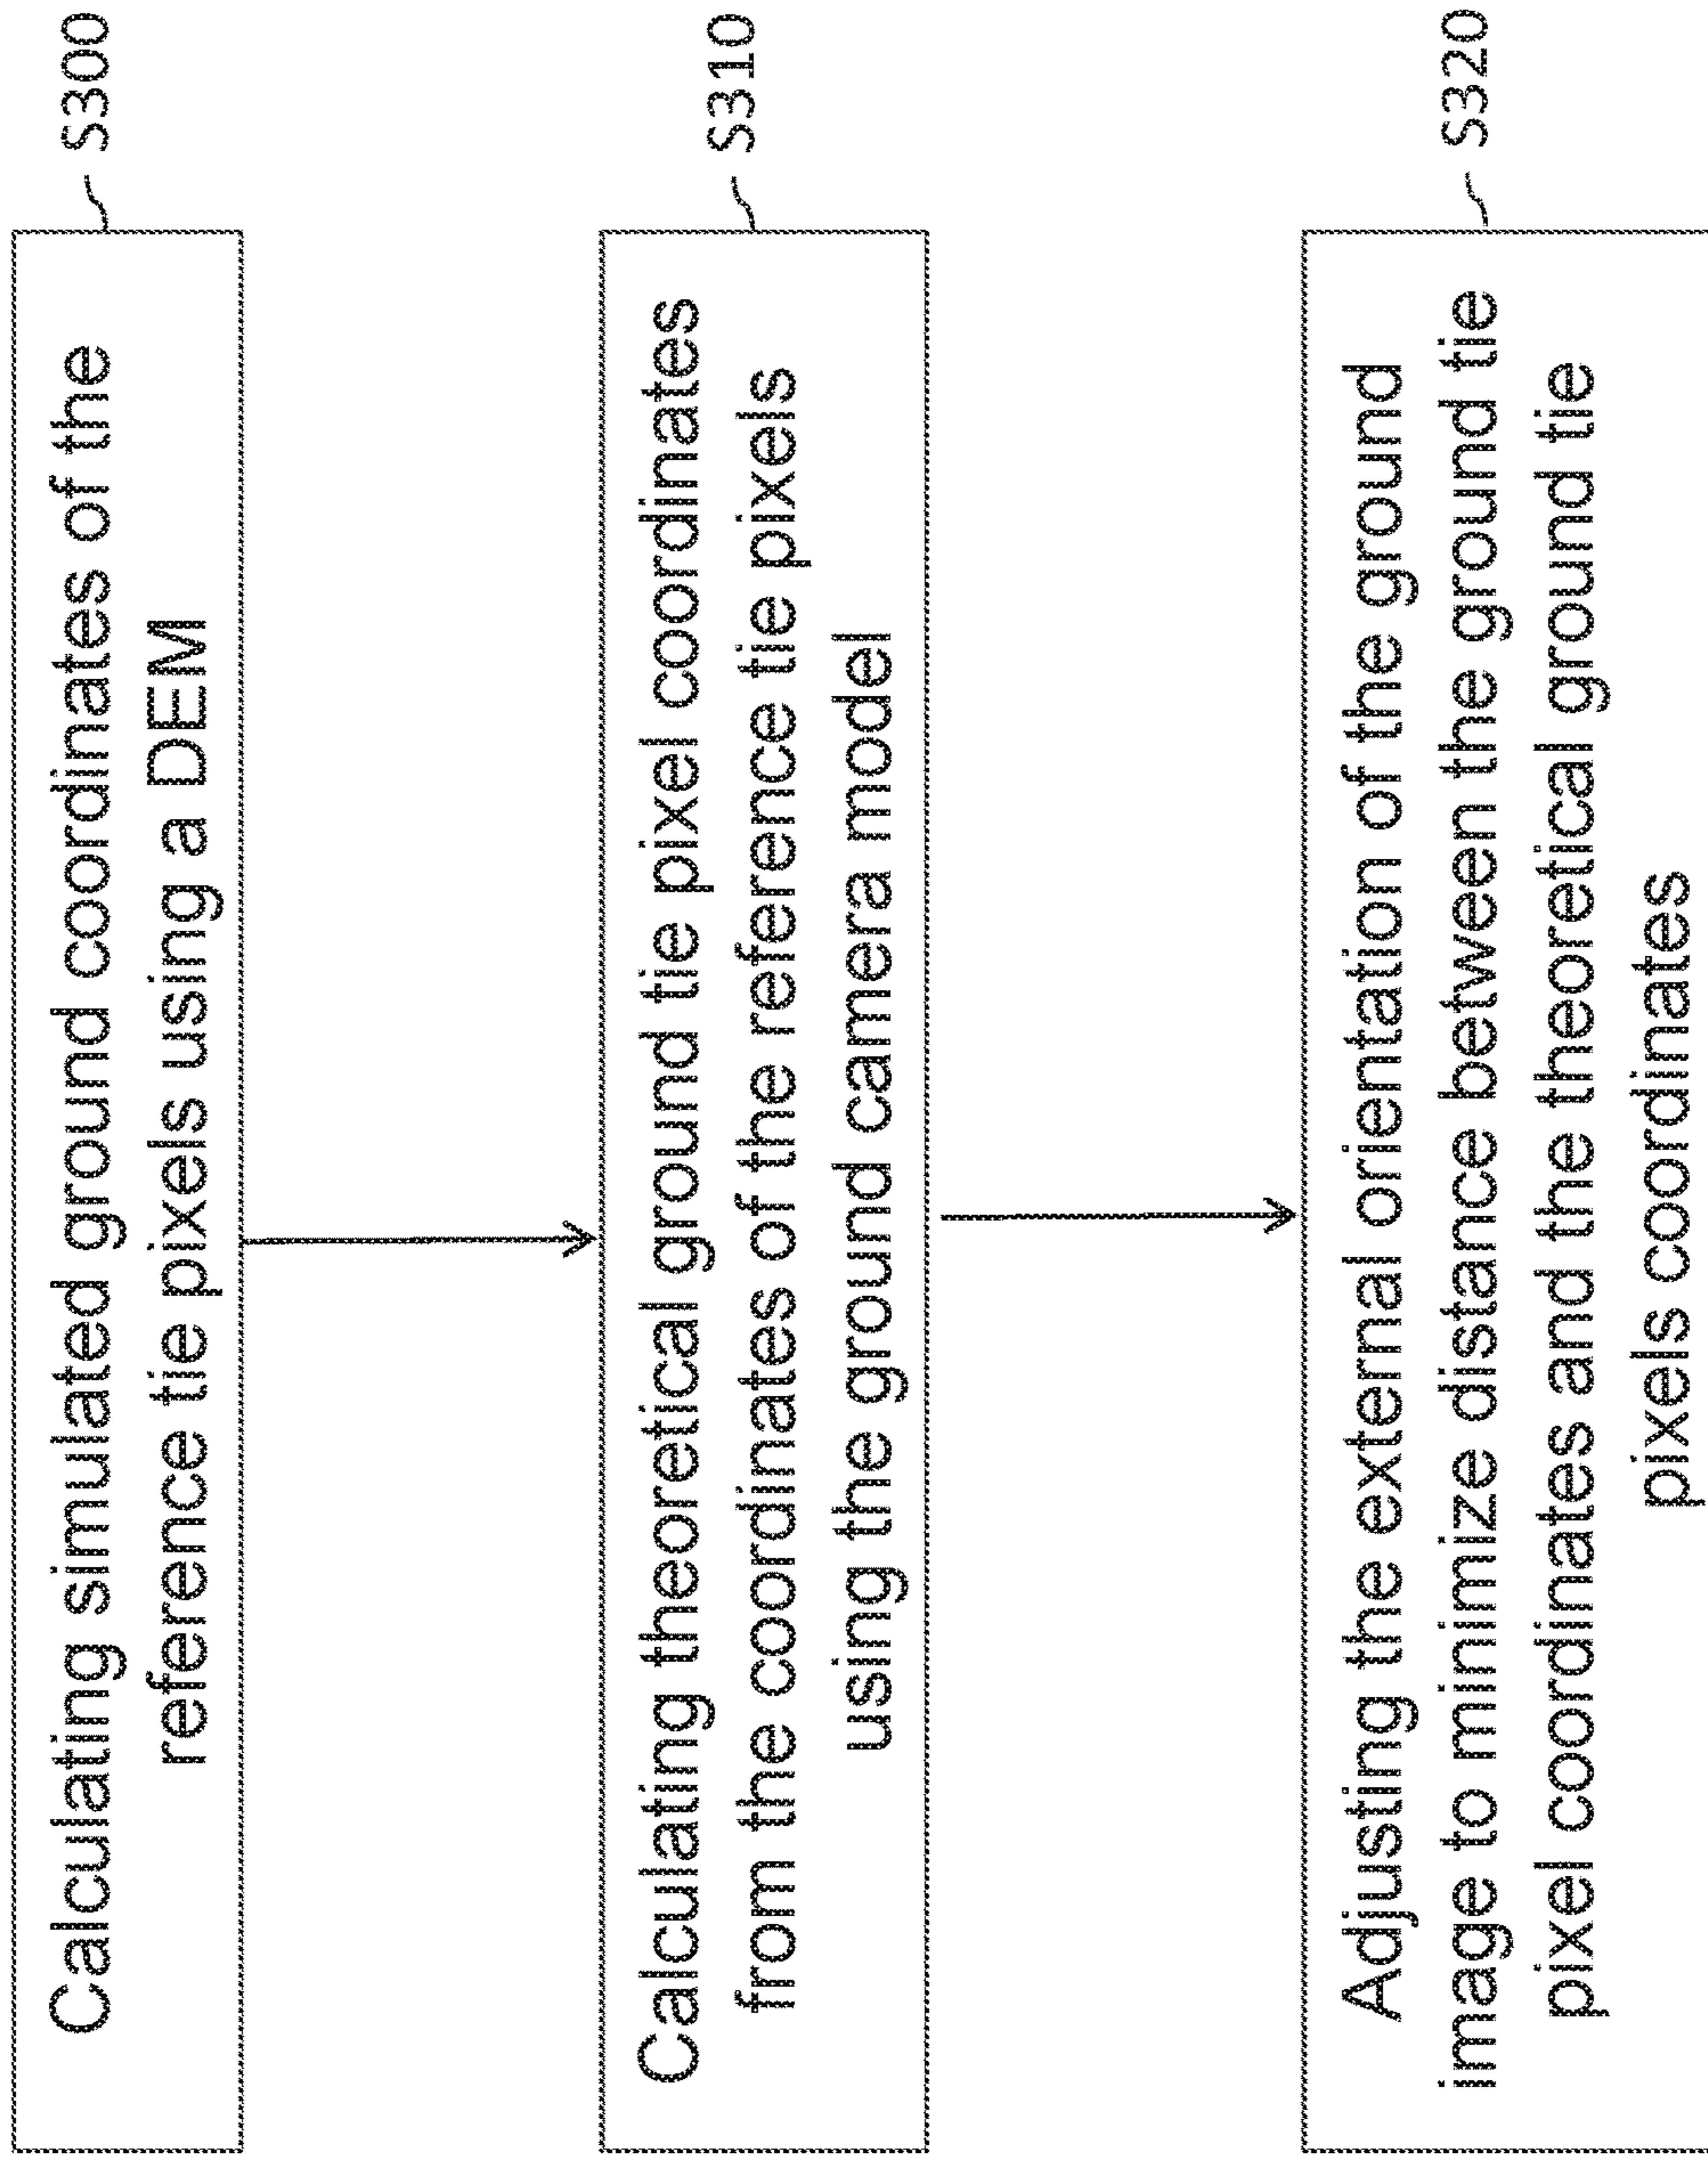 Calculating simulated ground coordinates of the
reference tie pixels using a DEM
S300
Calculating theoretical ground tie pixel coordinates
from the coordinates of the reference tie pixels
using the ground camera model
S310
Adjusting the external orientation of the ground
image to minimize distance between the ground tie
pixel coordinates and the theoretical ground tie
pixels coordinates
S320